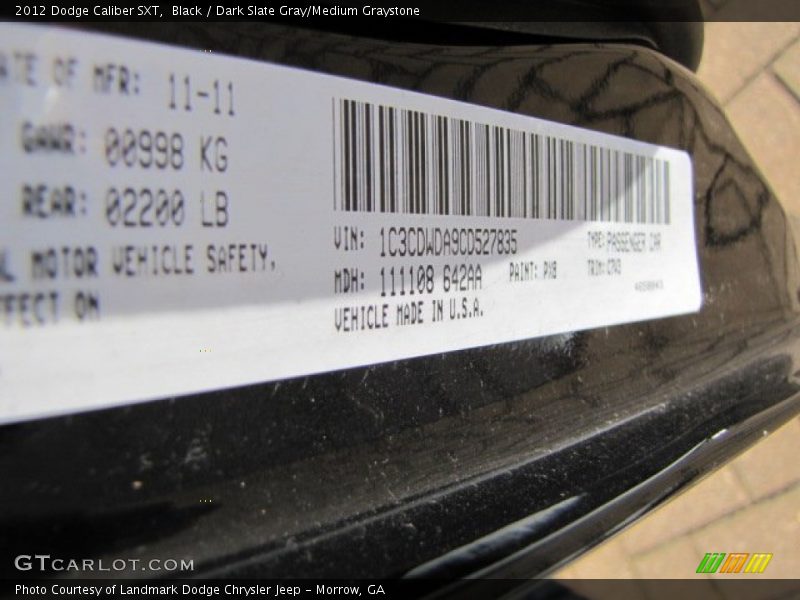 2012 Dodge Caliber SXT, Black / Dark Slate Gray/Medium Graystone
ATE OF MFR: 11-11
GAWR: 00998 KG
REAR: 02200 LB
AL MOTOR VEHICLE SAFETY,
FFECT ON
VIN: 1C3CDWDA9CD527835
TYPE: PASSENGER CAR
MDH: 111108 642AA
PAINT: PX8
TRIM:
VEHICLE MADE IN U.S.A.
GTCARLOT.COM
Photo Courtesy of Landmark Dodge Chrysler Jeep – Morrow, GA